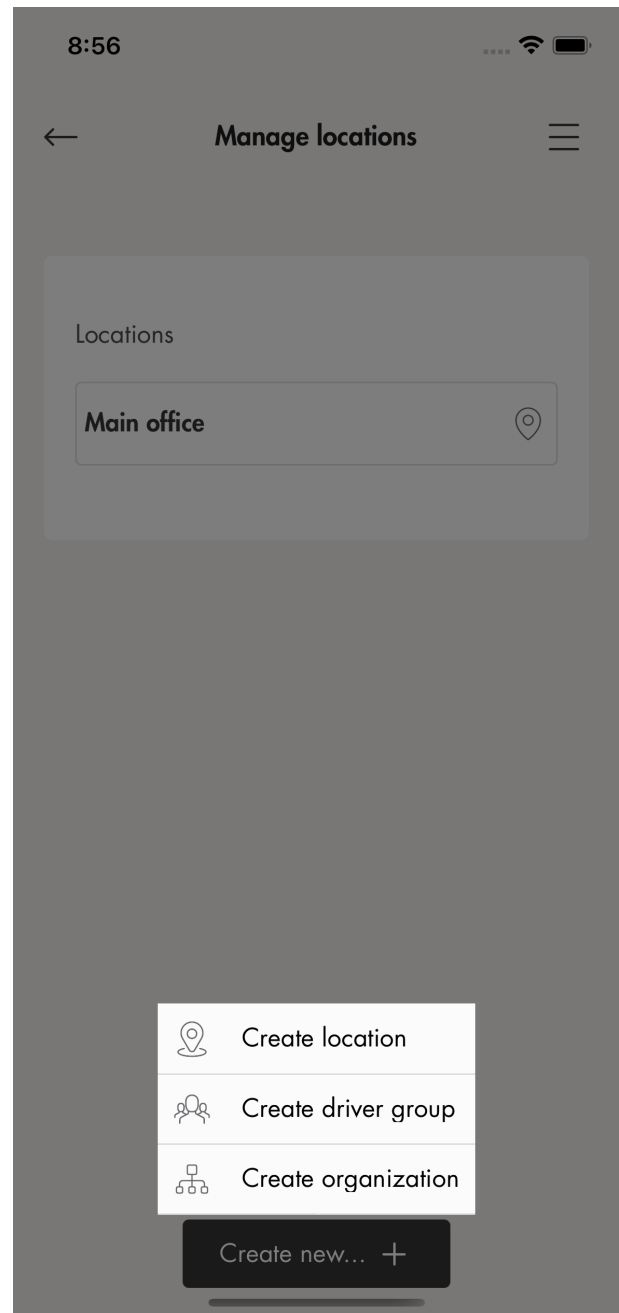 8:56
Manage locations
Locations
Main office
Create location
Create driver group
Create organization
Create new... +